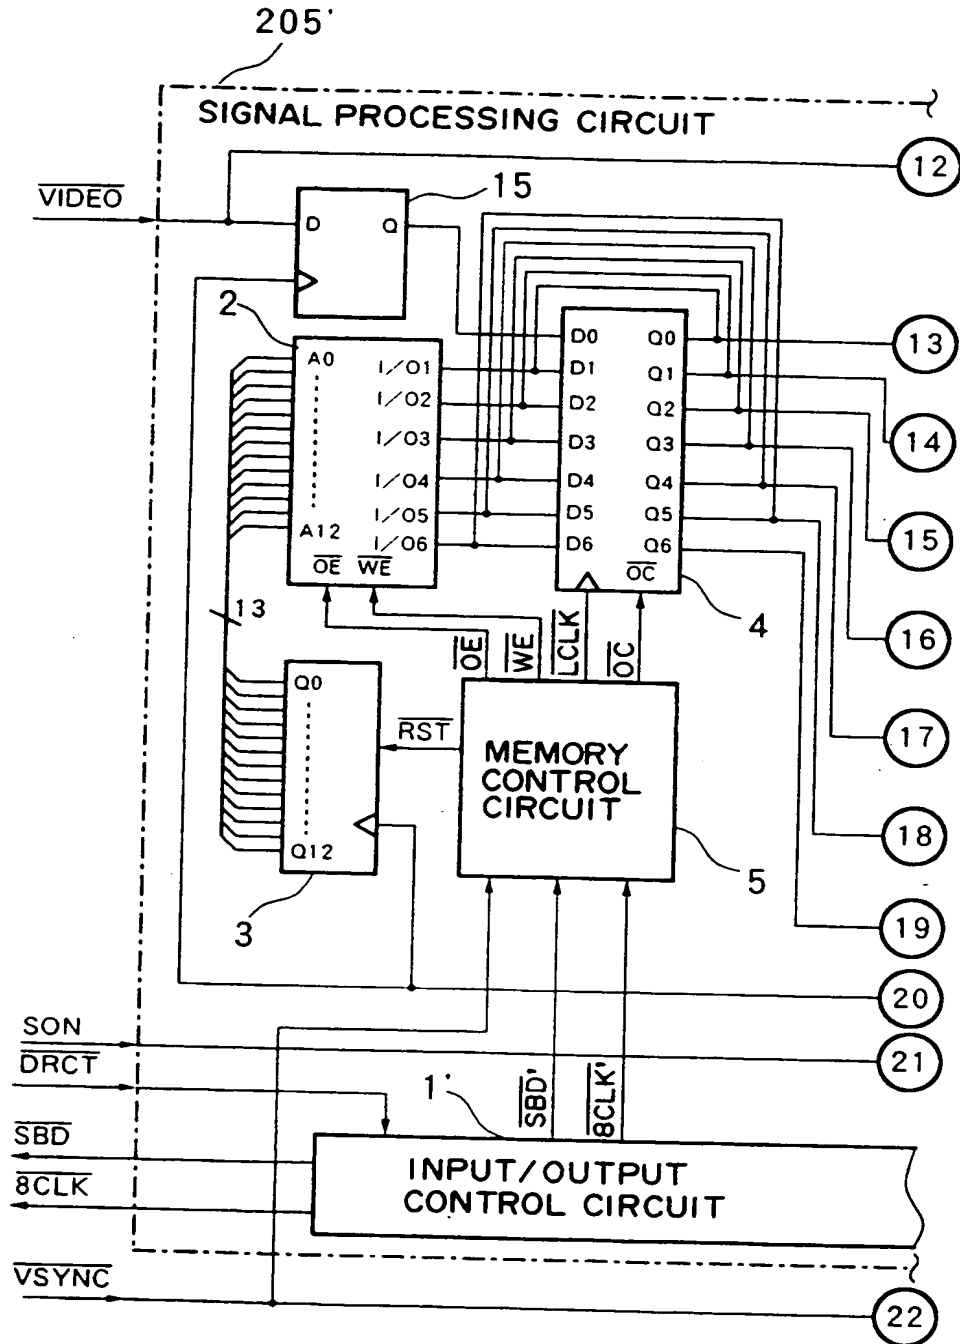 205'
SIGNAL PROCESSING CIRCUIT
12
VIDEO
15
D Q
2
A0
A12
I/O1
I/O2
I/O3
I/O4
I/O5
I/O6
OE WE
D0 Q0
D1 Q1
D2 Q2
D3 Q3
D4 Q4
D5 Q5
D6 Q6
OC
4
13
14
15
16
17
18
19
20
21
22
13
OE
WE
LCLK
OC
Q0
Q12
3
RST
MEMORY
CONTROL
CIRCUIT
5
SON
DRCT
SBD
8CLK
VSYNC
1'
SBD'
8CLK'
INPUT/OUTPUT
CONTROL CIRCUIT